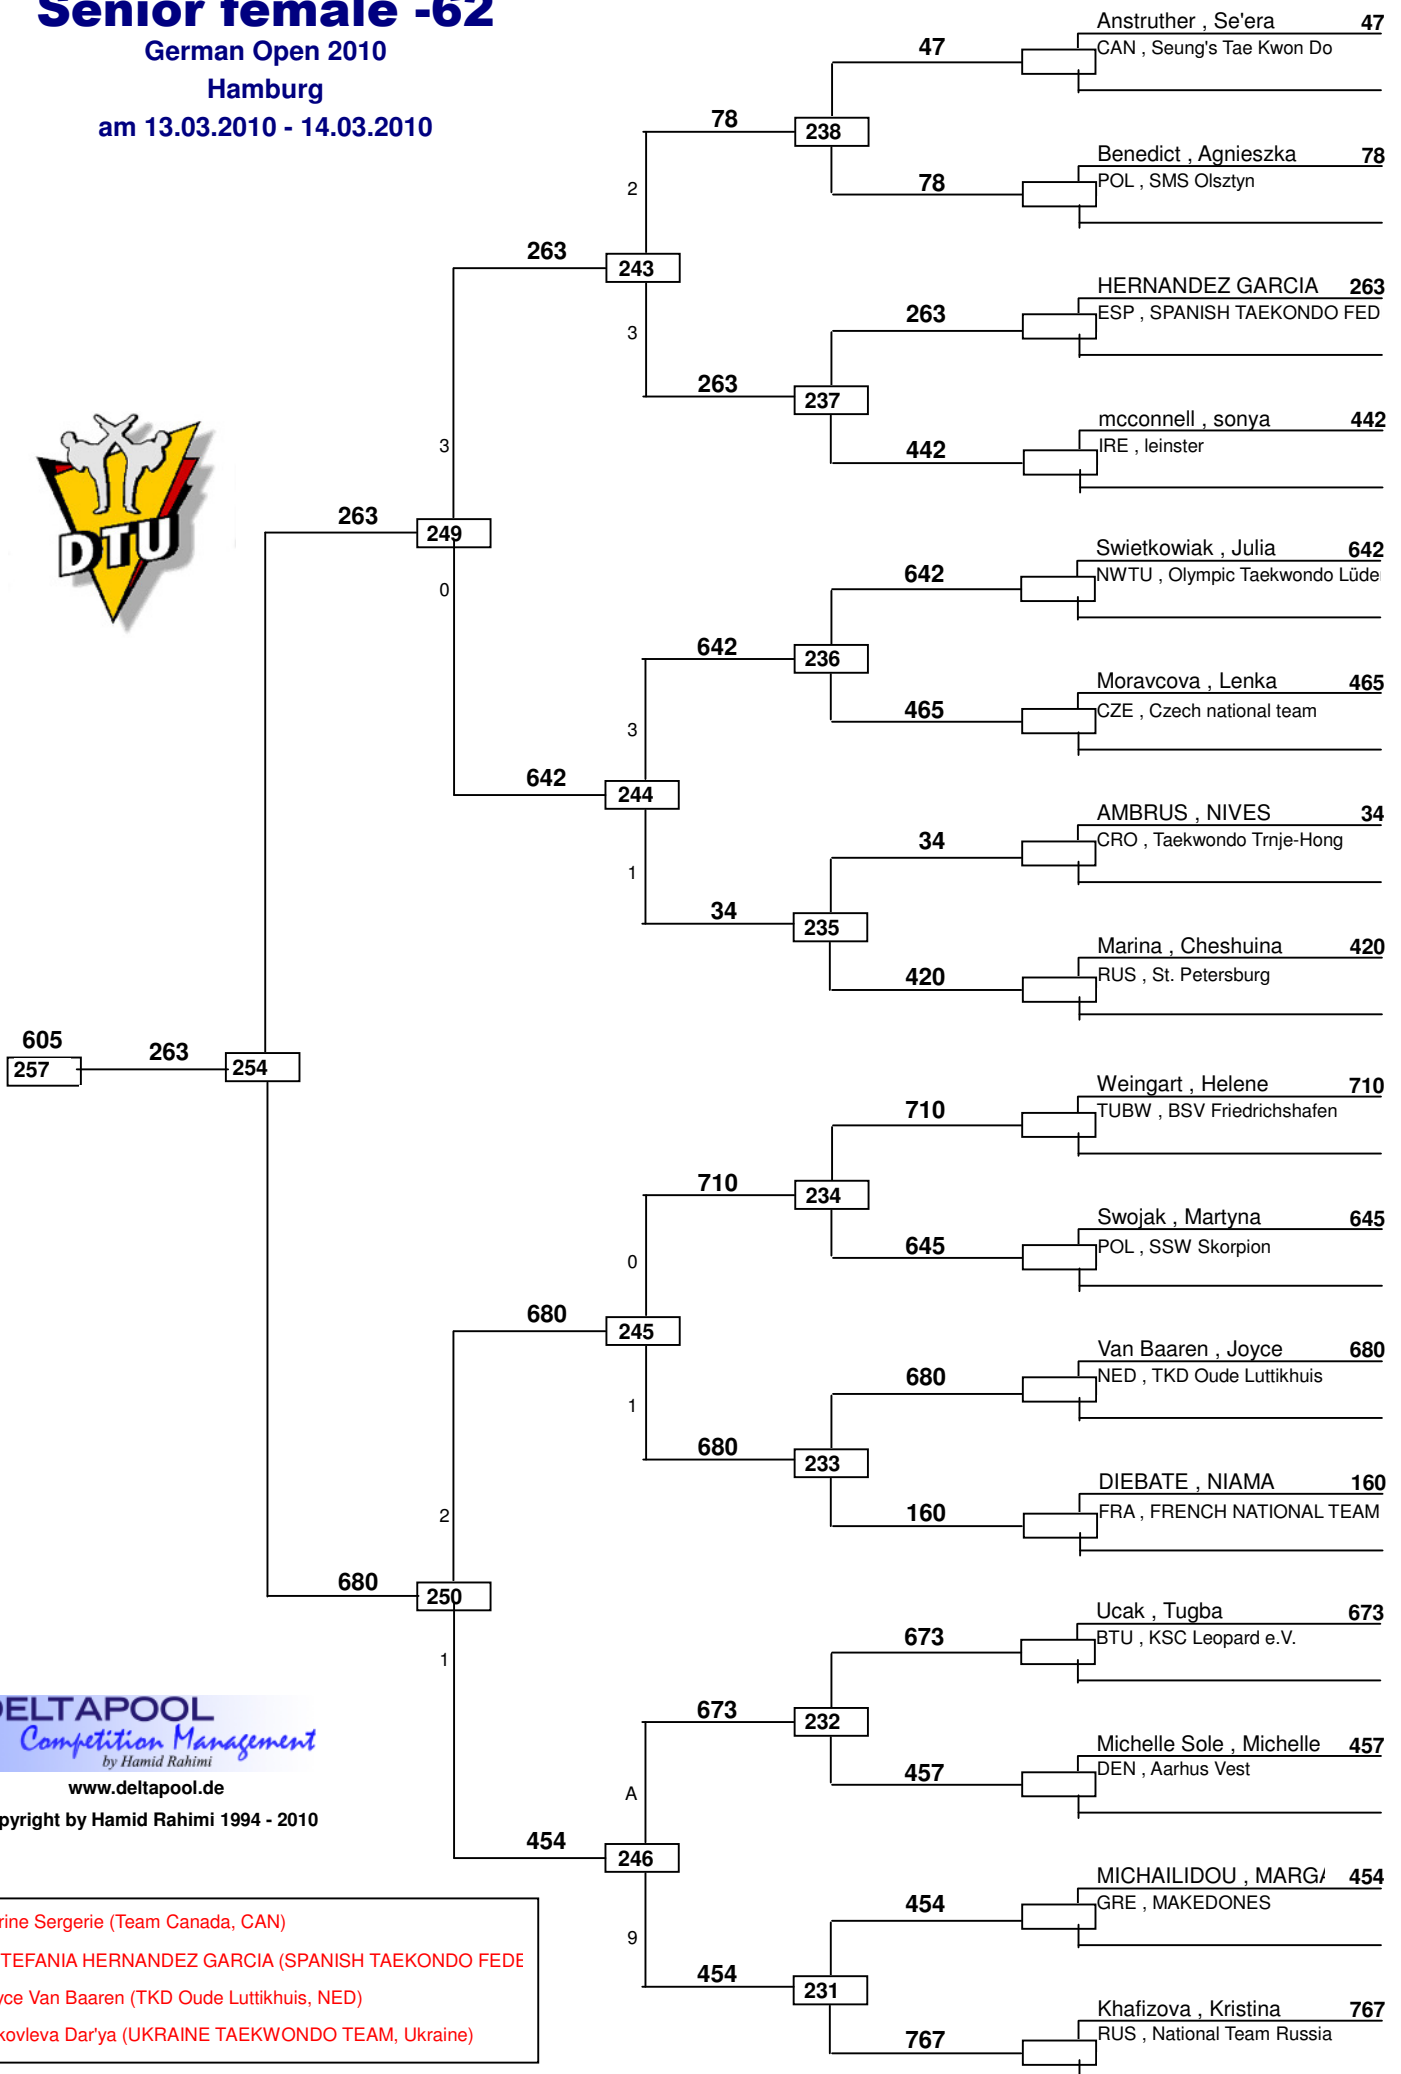 Senior female -62
German Open 2010
Hamburg
am 13.03.2010 - 14.03.2010
DTU
Anstruther , Se'era 47
CAN , Seung's Tae Kwon Do
47
78
238
Benedict , Agnieszka 78
POL , SMS Olsztyn
78
2
263
243
HERNANDEZ GARCIA 263
ESP , SPANISH TAEKONDO FED
263
3
263
237
mcconnell , sonya 442
IRE , leinster
442
3
263
249
0
Swietkowiak , Julia 642
NWTU , Olympic Taekwondo Lüde
642
642
236
Moravcova , Lenka 465
CZE , Czech national team
465
3
642
244
AMBRUS , NIVES 34
CRO , Taekwondo Trnje-Hong
34
1
34
235
Marina , Cheshuina 420
RUS , St. Petersburg
420
605
257
263
254
Weingart , Helene 710
TUBW , BSV Friedrichshafen
710
710
234
Swojak , Martyna 645
POL , SSW Skorpion
645
0
680
245
Van Baaren , Joyce 680
NED , TKD Oude Luttikhuis
680
1
680
233
DIEBATE , NIAMA 160
FRA , FRENCH NATIONAL TEAM
160
2
680
250
1
Ucak , Tugba 673
BTU , KSC Leopard e.V.
673
673
232
Michelle Sole , Michelle 457
DEN , Aarhus Vest
457
A
454
246
MICHAILIDOU , MARGA 454
GRE , MAKEDONES
454
9
454
231
Khafizova , Kristina 767
RUS , National Team Russia
767
DELTAPOOL
Competition Management
by Hamid Rahimi
www.deltapool.de
pyright by Hamid Rahimi 1994 - 2010
rine Sergerie (Team Canada, CAN)
TEFANIA HERNANDEZ GARCIA (SPANISH TAEKONDO FEDE
yce Van Baaren (TKD Oude Luttikhuis, NED)
kovleva Dar'ya (UKRAINE TAEKWONDO TEAM, Ukraine)